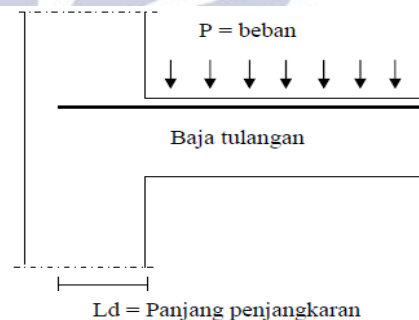 P = beban
Baja tulangan
Ld = Panjang penjangkaran